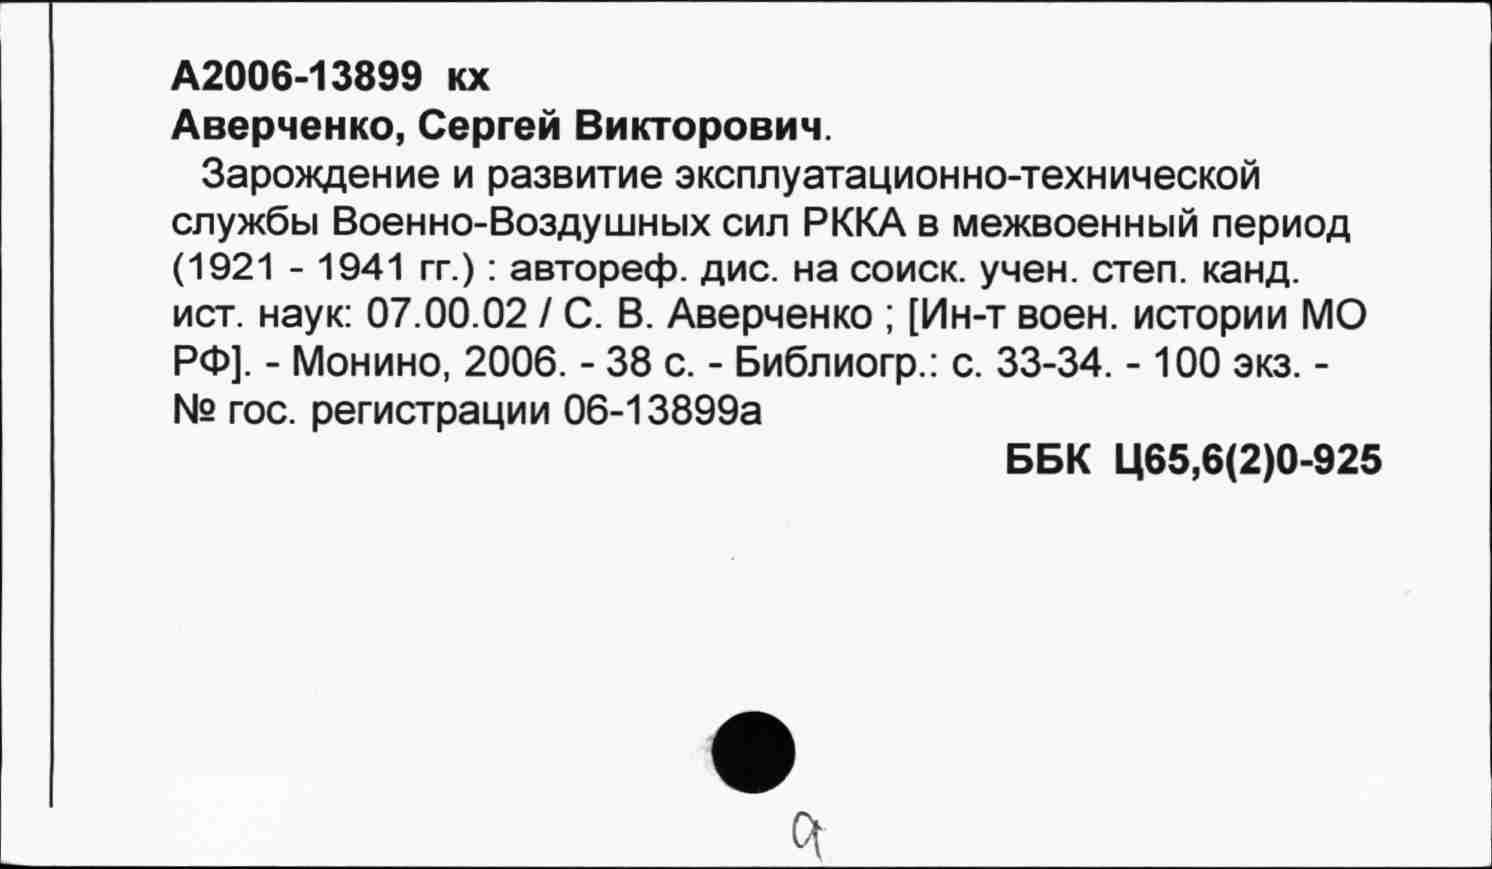 А2006-13899 кх
Аверченко, Сергей Викторович.
Зарождение и развитие эксплуатационно-технической
службы Военно-Воздушных сил РККА в межвоенный период
(1921 - 1941 гг.) : автореф. дис. на соиск. учен. степ. канд.
ист. наук: 07.00.02 / С. В. Аверченко ; [Ин-т воен. истории МО
РФ]. - Монино, 2006. - 38 с. - Библиогр.: с. 33-34. - 100 экз. -
№ гос. регистрации 06-13899а
ББК Ц65,6(2)0-925